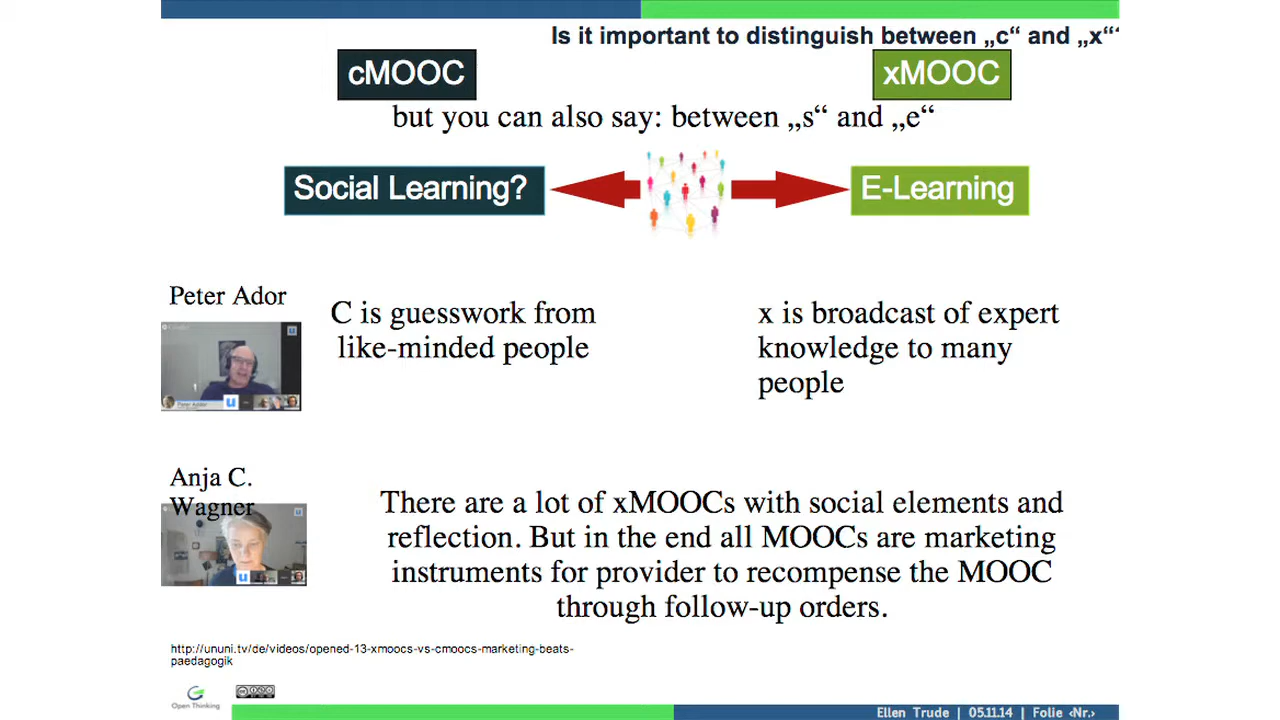 Is it important to distinguish between „c“ and „x“
cMOOC
xMOOC
but you can also say: between „s“ and „e“
Social Learning?
E-Learning
Peter Ador
C is guesswork from
like-minded people
x is broadcast of expert
knowledge to many
people
Anja C.
Wagner
There are a lot of xMOOCs with social elements and
reflection. But in the end all MOOCs are marketing
instruments for provider to recompense the MOOC
through follow-up orders.
http://ununi.tv/de/videos/opened-13-xmoocs-vs-cmoocs-marketing-beats-
paedagogik
Open Thinking
Ellen Trude | 05.11.14 | Folie ‹Nr.›